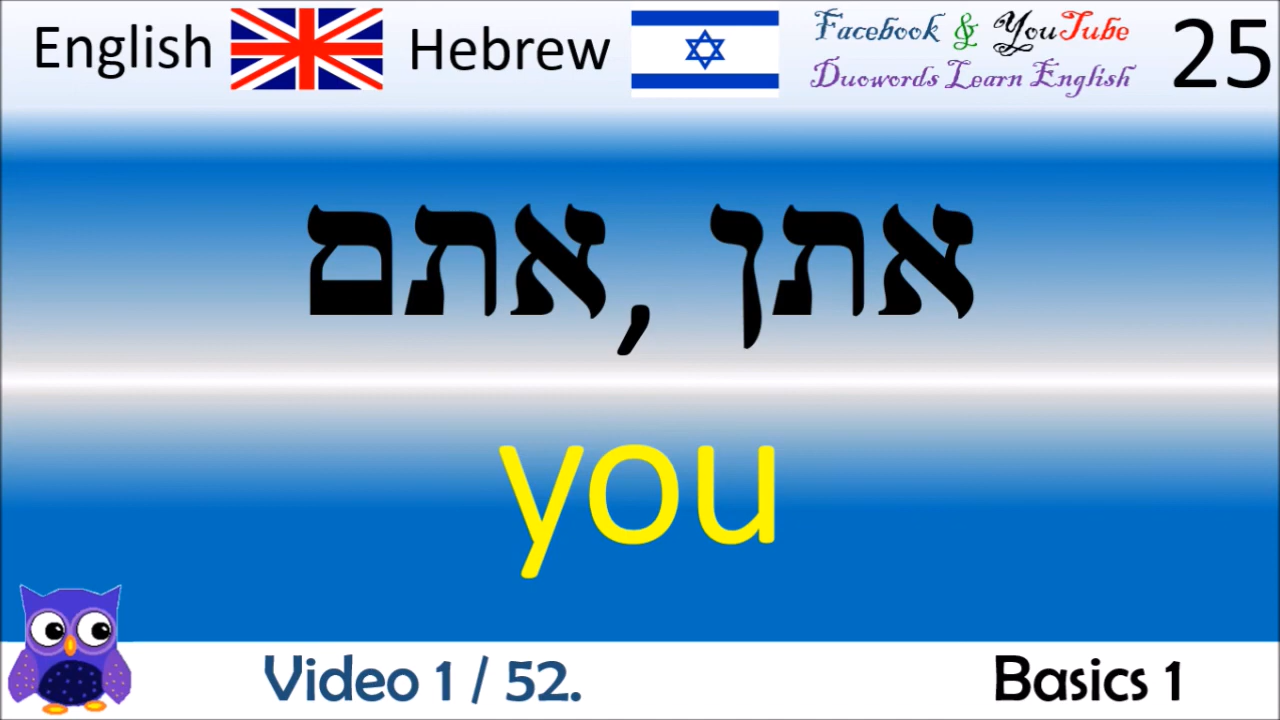 English Hebrew Facebook & YouTube 25
Duowords Learn English
אתן ,אתם
you
Video 1 / 52. Basics 1